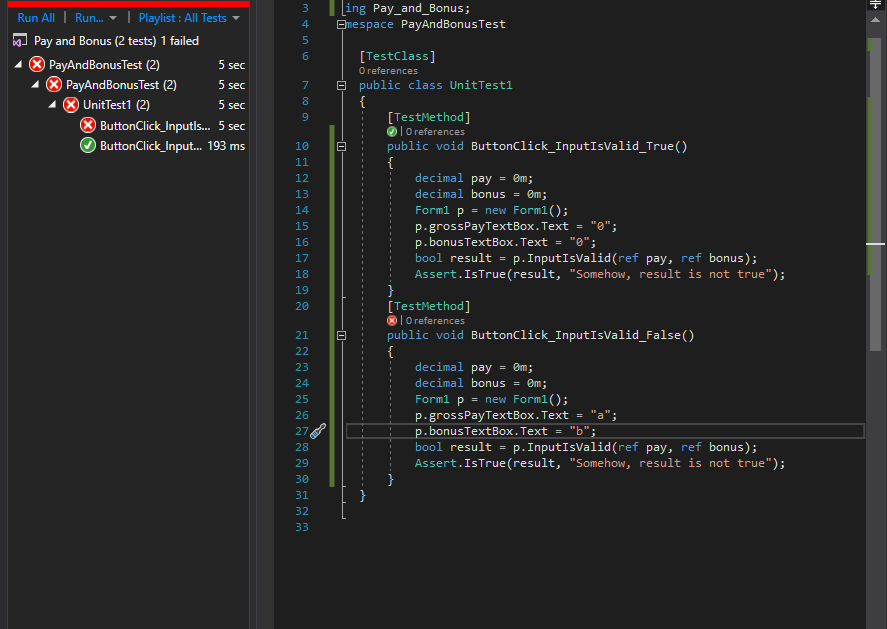 Run All | Run... | Playlist : All Tests
Pay and Bonus (2 tests) 1 failed
PayAndBonusTest (2) 5 sec
PayAndBonusTest (2) 5 sec
UnitTest1 (2) 5 sec
ButtonClick_InputIs... 5 sec
ButtonClick_Input... 193 ms
3 ing Pay_and_Bonus;
4 mespace PayAndBonusTest
5
6 [TestClass]
0 references
7 public class UnitTest1
8 {
9 [TestMethod]
| 0 references
10 public void ButtonClick_InputIsValid_True()
11 {
12 decimal pay = 0m;
13 decimal bonus = 0m;
14 Form1 p = new Form1();
15 p.grossPayTextBox.Text = "0";
16 p.bonusTextBox.Text = "0";
17 bool result = p.InputIsValid(ref pay, ref bonus);
18 Assert.IsTrue(result, "Somehow, result is not true");
19 }
20 [TestMethod]
| 0 references
21 public void ButtonClick_InputIsValid_False()
22 {
23 decimal pay = 0m;
24 decimal bonus = 0m;
25 Form1 p = new Form1();
26 p.grossPayTextBox.Text = "a";
27 p.bonusTextBox.Text = "b";
28 bool result = p.InputIsValid(ref pay, ref bonus);
29 Assert.IsTrue(result, "Somehow, result is not true");
30 }
31 }
32
33